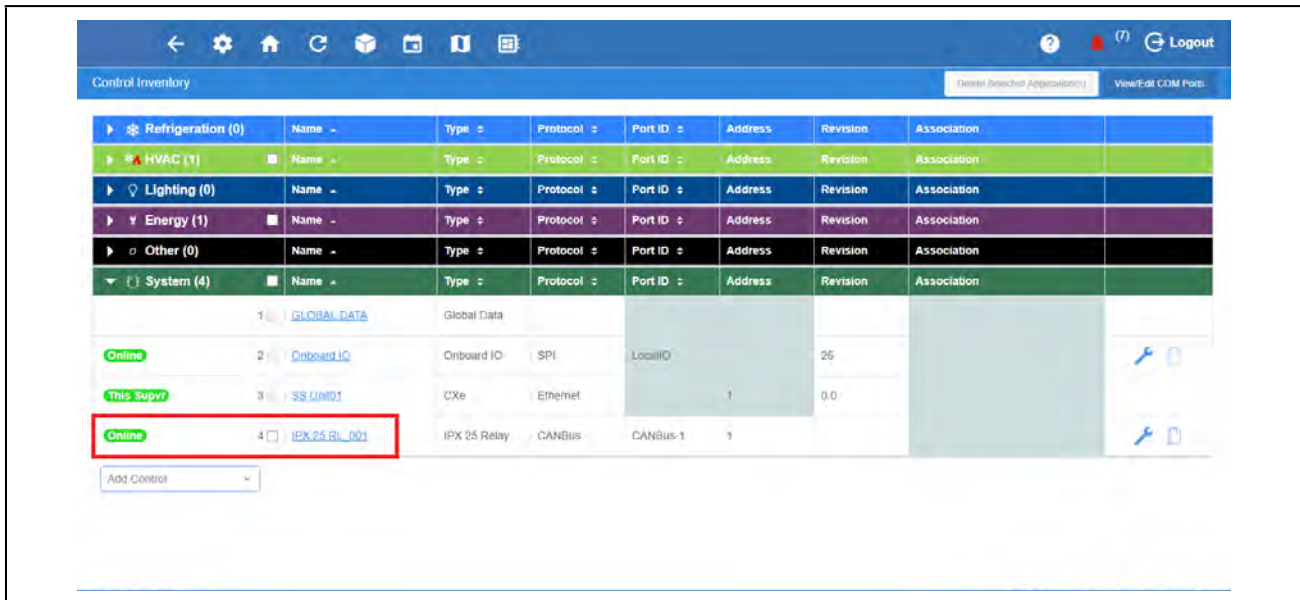 (7) Logout
Control Inventory Delete Selected Application(s) View/Edit COM Ports
Refrigeration (0) Name Type Protocol Port ID Address Revision Association
HVAC (1) Name Type Protocol Port ID Address Revision Association
Lighting (0) Name Type Protocol Port ID Address Revision Association
Energy (1) Name Type Protocol Port ID Address Revision Association
Other (0) Name Type Protocol Port ID Address Revision Association
System (4) Name Type Protocol Port ID Address Revision Association
1 GLOBAL DATA Global Data
Online 2 Onboard IO Onboard IO SPI LocalIO 26
This Supvr 3 SS Unit01 CXe Ethernet 1 0.0
Online 4 IPX 25 RL_001 IPX 25 Relay CANBus CANBus-1 1
Add Control